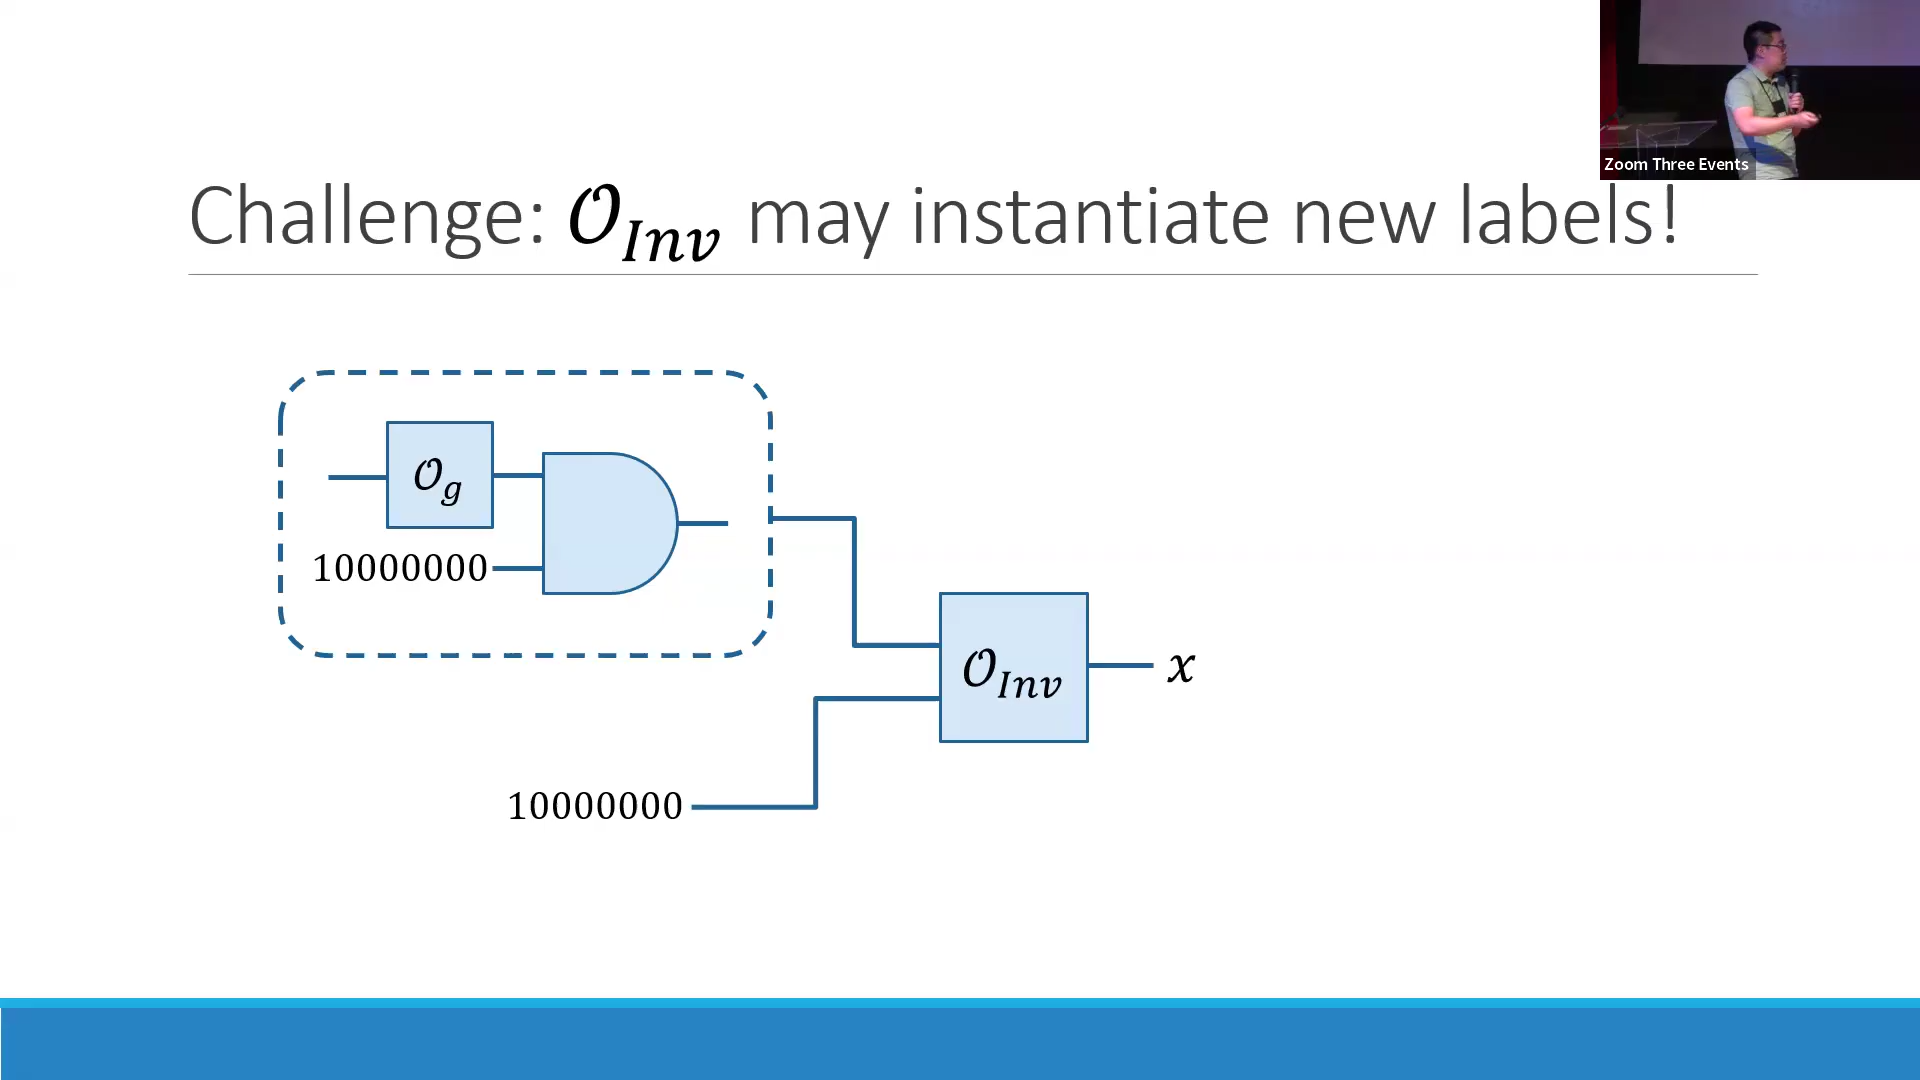 Zoom Three Events
Challenge: 𝒪_Inv may instantiate new labels!
𝒪_g
10000000
𝒪_Inv
x
10000000